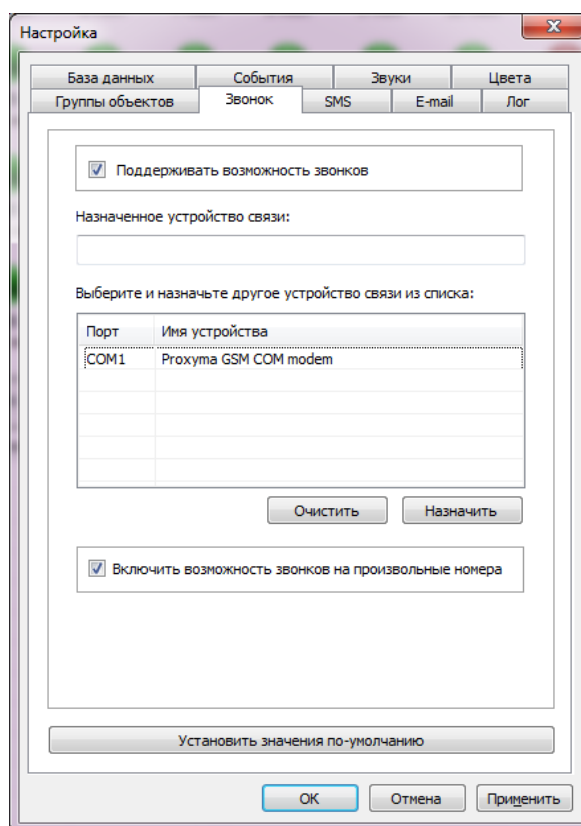 Настройка
База данных События Звуки Цвета
Группы объектов Звонок SMS E-mail Лог
Поддерживать возможность звонков
Назначенное устройство связи:
Выберите и назначьте другое устройство связи из списка:
Порт Имя устройства
COM1 Proxyma GSM COM modem
Очистить Назначить
Включить возможность звонков на произвольные номера
Установить значения по-умолчанию
OK Отмена Применить